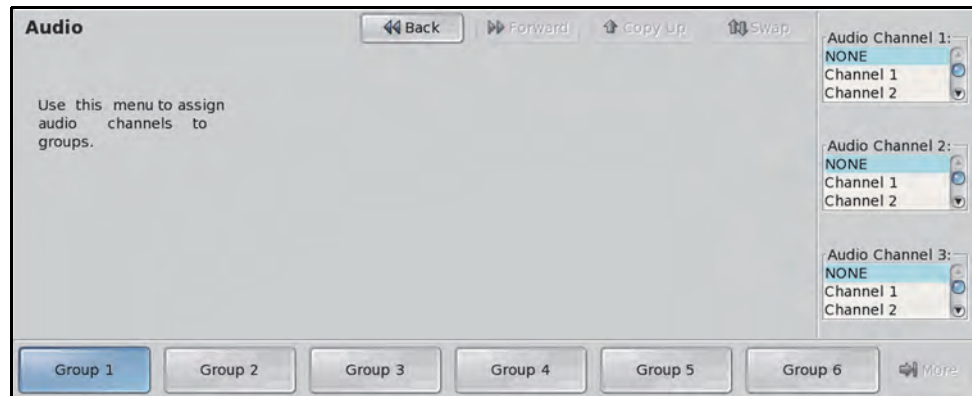 Audio
Back
Forward
Copy Up
Swap
Use this menu to assign
audio channels to
groups.
Audio Channel 1:
NONE
Channel 1
Channel 2
Audio Channel 2:
NONE
Channel 1
Channel 2
Audio Channel 3:
NONE
Channel 1
Channel 2
Group 1
Group 2
Group 3
Group 4
Group 5
Group 6
More